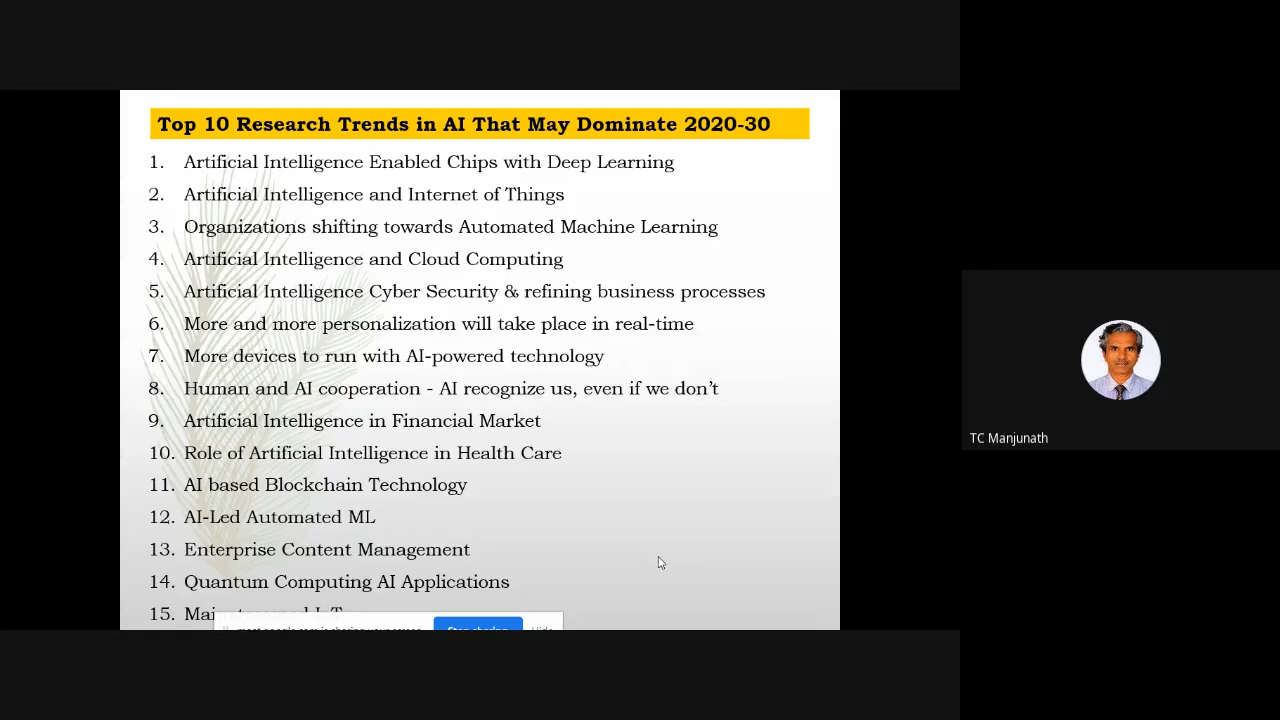 Top 10 Research Trends in AI That May Dominate 2020-30
1. Artificial Intelligence Enabled Chips with Deep Learning
2. Artificial Intelligence and Internet of Things
3. Organizations shifting towards Automated Machine Learning
4. Artificial Intelligence and Cloud Computing
5. Artificial Intelligence Cyber Security & refining business processes
6. More and more personalization will take place in real-time
7. More devices to run with AI-powered technology
8. Human and AI cooperation - AI recognize us, even if we don't
9. Artificial Intelligence in Financial Market
10. Role of Artificial Intelligence in Health Care
11. AI based Blockchain Technology
12. AI-Led Automated ML
13. Enterprise Content Management
14. Quantum Computing AI Applications
15.
TC Manjunath